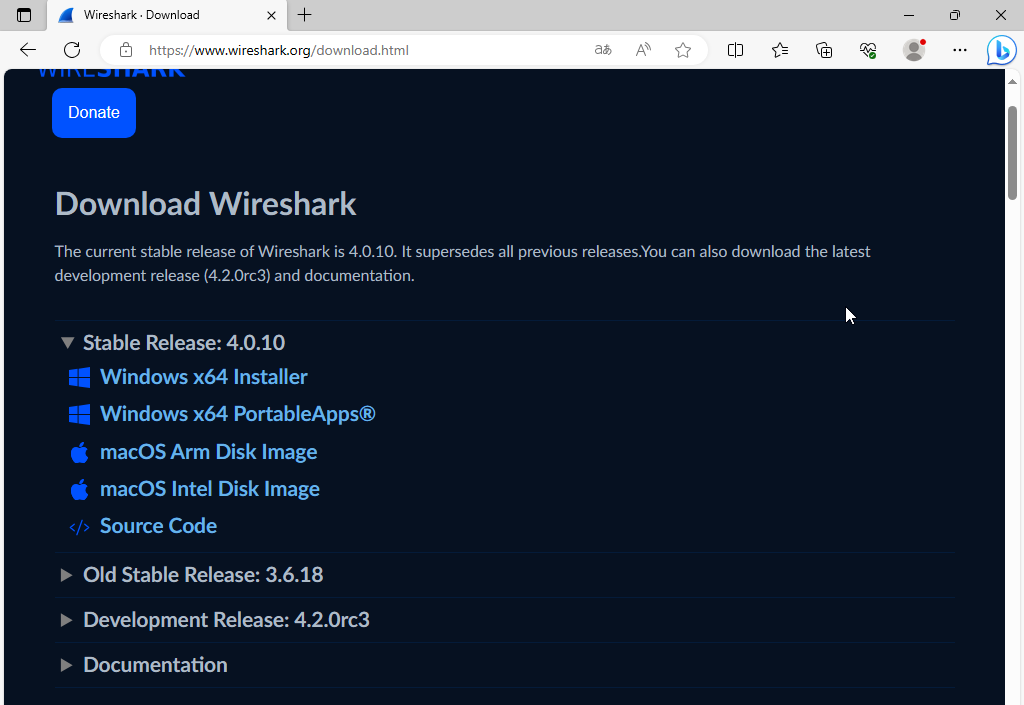 Wireshark · Download
https://www.wireshark.org/download.html
WIRESHARK
Donate
Download Wireshark
The current stable release of Wireshark is 4.0.10. It supersedes all previous releases.You can also download the latest
development release (4.2.0rc3) and documentation.
Stable Release: 4.0.10
Windows x64 Installer
Windows x64 PortableApps®
macOS Arm Disk Image
macOS Intel Disk Image
</> Source Code
Old Stable Release: 3.6.18
Development Release: 4.2.0rc3
Documentation